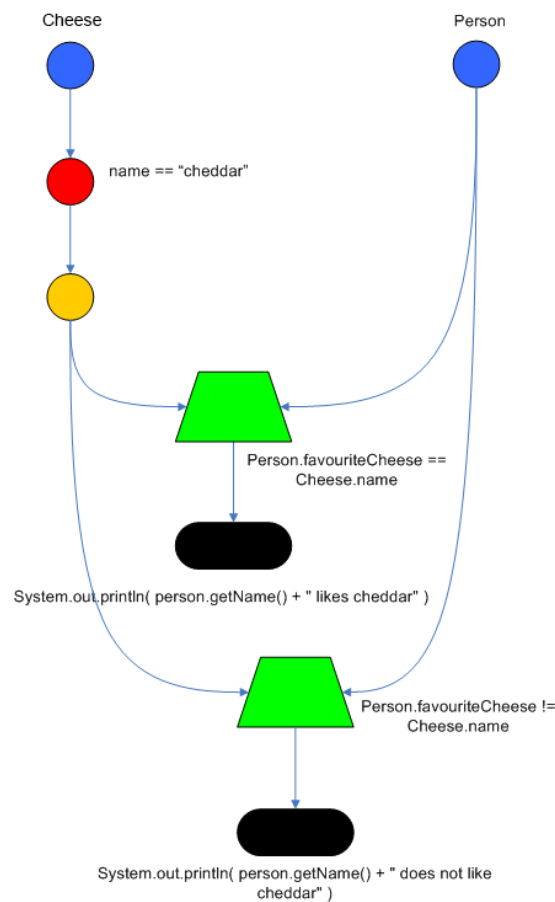 Cheese
Person
name == “cheddar”
Person.favouriteCheese ==
Cheese.name
System.out.println( person.getName() + " likes cheddar" )
Person.favouriteCheese !=
Cheese.name
System.out.println( person.getName() + " does not like
cheddar" )